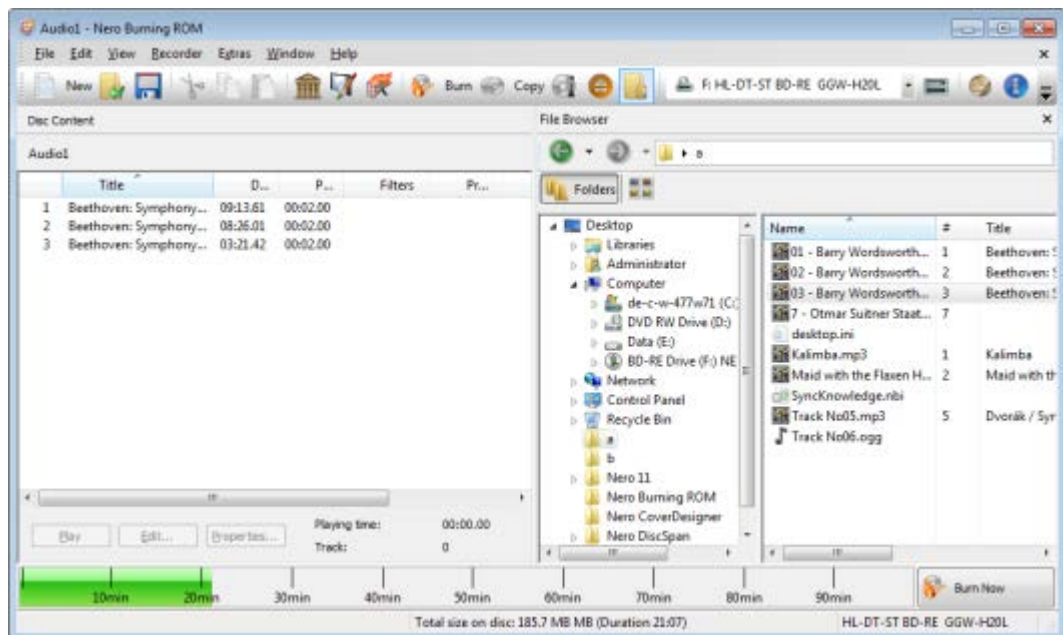 Audio1 - Nero Burning ROM
File Edit View Recorder Extras Window Help
New Burn Copy F: HL-DT-ST BD-RE GGW-H20L
Disc Content
File Browser
Audio1
a
Folders
Title D... P... Filters Pr...
1 Beethoven: Symphony... 09:13.61 00:02.00
2 Beethoven: Symphony... 08:26.01 00:02.00
3 Beethoven: Symphony... 03:21.42 00:02.00
Desktop
Libraries
Administrator
Computer
de-c-w-477w71 (C:
DVD RW Drive (D:)
Data (E:)
BD-RE Drive (F:) NE
Network
Control Panel
Recycle Bin
a
b
Nero 11
Nero Burning ROM
Nero CoverDesigner
Nero DiscSpan
Name # Title
01 - Barry Wordsworth... 1 Beethoven: S
02 - Barry Wordsworth... 2 Beethoven: S
03 - Barry Wordsworth... 3 Beethoven: S
7 - Otmar Suitner Staat... 7
desktop.ini
Kalimba.mp3 1 Kalimba
Maid with the Flaxen H... 2 Maid with th
SyncKnowledge.nbi
Track No05.mp3 5 Dvorák / Syr
Track No06.ogg
Play Edit... Properties...
Playing time: 00:00.00
Track: 0
10min 20min 30min 40min 50min 60min 70min 80min 90min
Burn Now
Total size on disc: 185.7 MB MB (Duration 21:07)
HL-DT-ST BD-RE GGW-H20L